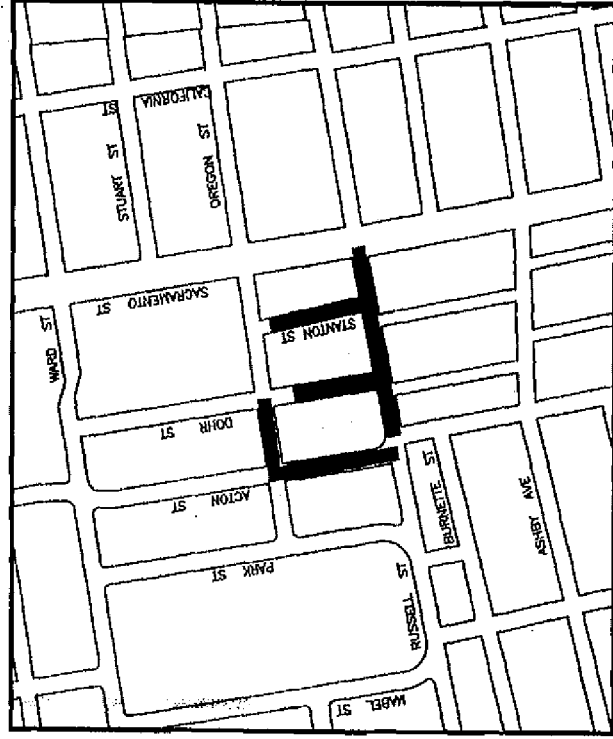 CALIFORNIA ST
STUART ST
OREGON ST
SACRAMENTO ST
WARD ST
STANTON ST
DOHR ST
ACTON ST
BURNETTE ST
ASHBY AVE
PARK ST
RUSSELL ST
MABEL ST